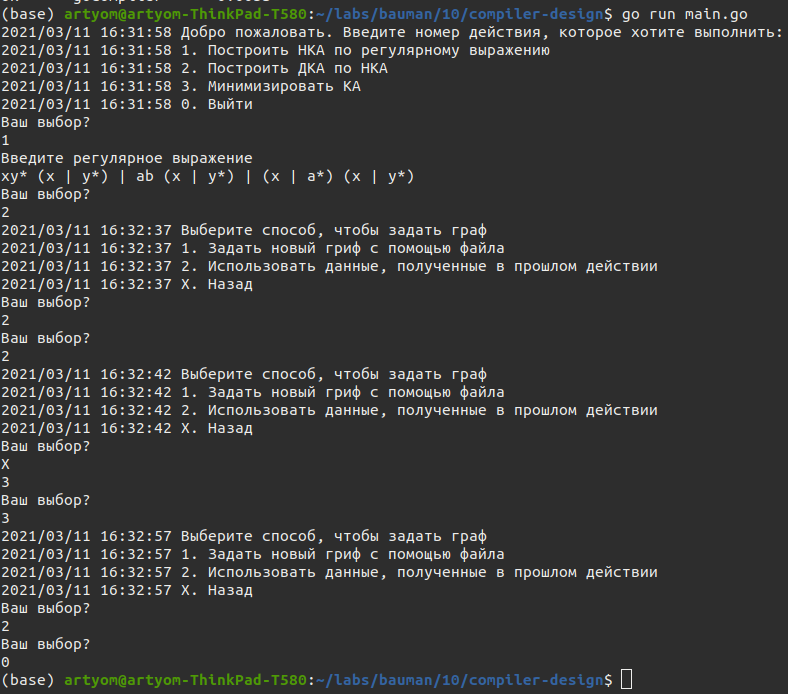 (base) artyom@artyom-ThinkPad-T580:~/labs/bauman/10/compiler-design$ go run main.go
2021/03/11 16:31:58 Добро пожаловать. Введите номер действия, которое хотите выполнить:
2021/03/11 16:31:58 1. Построить НКА по регулярному выражению
2021/03/11 16:31:58 2. Построить ДКА по НКА
2021/03/11 16:31:58 3. Минимизировать КА
2021/03/11 16:31:58 0. Выйти
Ваш выбор?
1
Введите регулярное выражение
xy* (x | y*) | ab (x | y*) | (x | a*) (x | y*)
Ваш выбор?
2
2021/03/11 16:32:37 Выберите способ, чтобы задать граф
2021/03/11 16:32:37 1. Задать новый гриф с помощью файла
2021/03/11 16:32:37 2. Использовать данные, полученные в прошлом действии
2021/03/11 16:32:37 X. Назад
Ваш выбор?
2
Ваш выбор?
2
2021/03/11 16:32:42 Выберите способ, чтобы задать граф
2021/03/11 16:32:42 1. Задать новый гриф с помощью файла
2021/03/11 16:32:42 2. Использовать данные, полученные в прошлом действии
2021/03/11 16:32:42 X. Назад
Ваш выбор?
X
3
Ваш выбор?
3
2021/03/11 16:32:57 Выберите способ, чтобы задать граф
2021/03/11 16:32:57 1. Задать новый гриф с помощью файла
2021/03/11 16:32:57 2. Использовать данные, полученные в прошлом действии
2021/03/11 16:32:57 X. Назад
Ваш выбор?
2
Ваш выбор?
0
(base) artyom@artyom-ThinkPad-T580:~/labs/bauman/10/compiler-design$